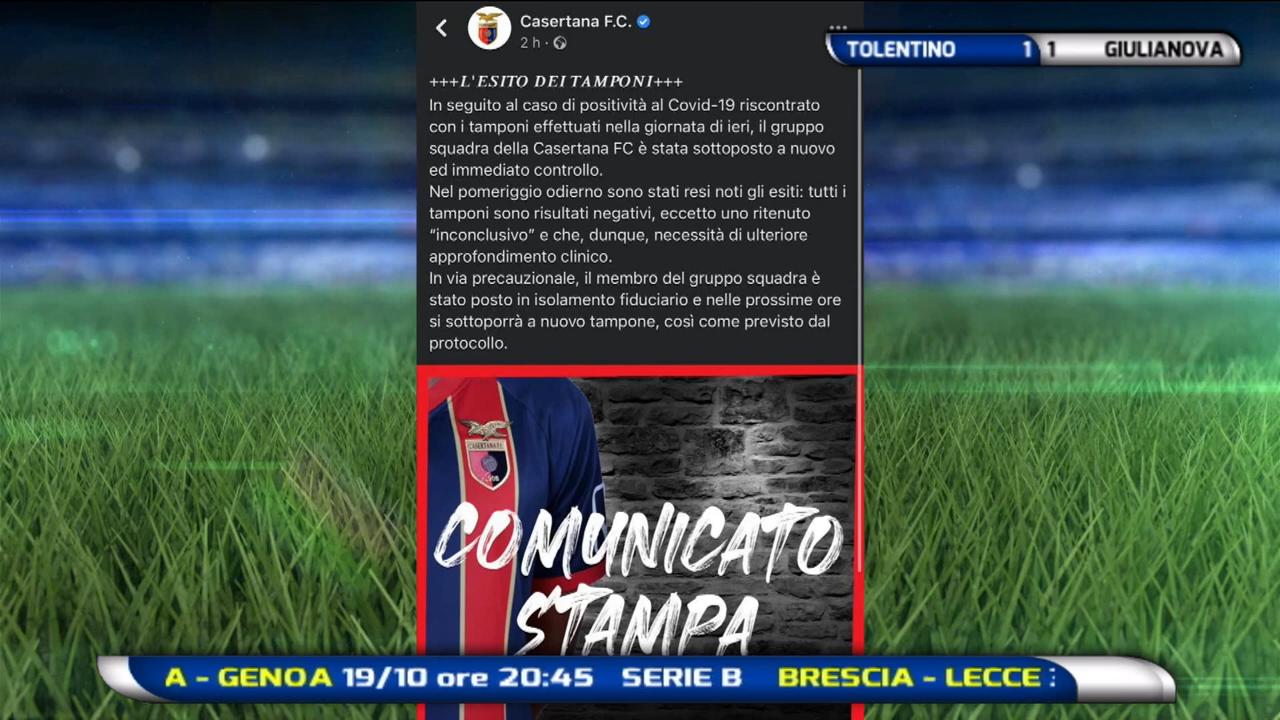 Casertana F.C.
2 h ·
TOLENTINO 1 1 GIULIANOVA
+++L'ESITO DEI TAMPONI+++
In seguito al caso di positività al Covid-19 riscontrato
con i tamponi effettuati nella giornata di ieri, il gruppo
squadra della Casertana FC è stata sottoposto a nuovo
ed immediato controllo.
Nel pomeriggio odierno sono stati resi noti gli esiti: tutti i
tamponi sono risultati negativi, eccetto uno ritenuto
“inconclusivo” e che, dunque, necessità di ulteriore
approfondimento clinico.
In via precauzionale, il membro del gruppo squadra è
stato posto in isolamento fiduciario e nelle prossime ore
si sottoporrà a nuovo tampone, così come previsto dal
protocollo.
CASERTANA F.C.
COMUNICATO
STAMPA
A - GENOA 19/10 ore 20:45 SERIE B BRESCIA - LECCE